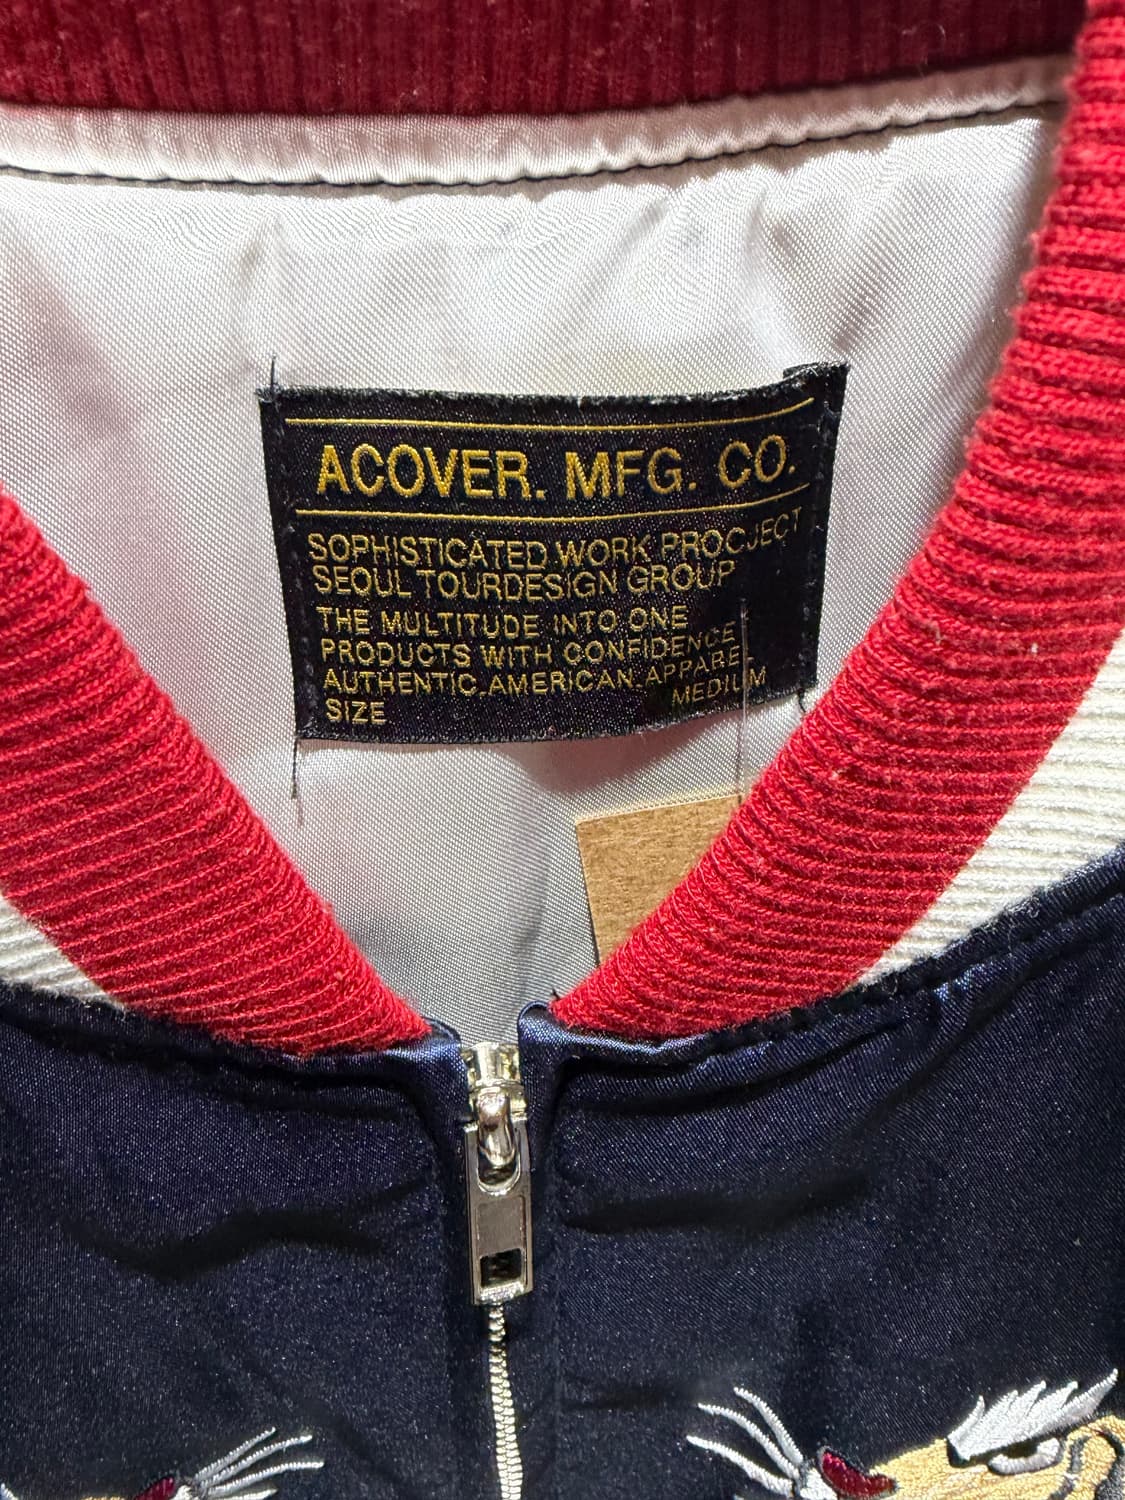 ACOVER. MFG. CO.
SOPHISTICATED WORK PROCJECT
SEOUL TOURDESIGN GROUP
THE MULTITUDE INTO ONE
PRODUCTS WITH CONFIDENCE
AUTHENTIC AMERICAN APPAREL
SIZE MEDIUM